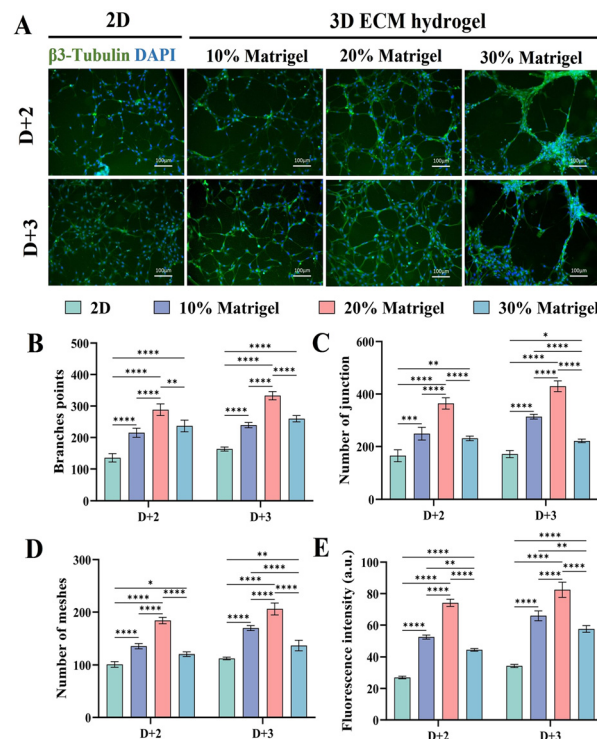 A
2D
3D ECM hydrogel
β3-Tubulin DAPI
10% Matrigel
20% Matrigel
30% Matrigel
D+2
100μm
100μm
100μm
100μm
D+3
100μm
100μm
100μm
100μm
2D
10% Matrigel
20% Matrigel
30% Matrigel
B
Branches points
500
400
300
200
100
0
****
****
****
****
**
****
****
****
****
****
D+2
D+3
C
Number of junction
600
400
200
0
**
****
****
****
***
*
****
****
****
****
D+2
D+3
D
Number of meshes
300
200
100
0
*
****
****
****
****
**
****
****
****
****
****
D+2
D+3
E
Fluorescence intensity (a.u.)
100
80
60
40
20
0
****
**
****
****
****
****
****
**
****
****
****
****
D+2
D+3